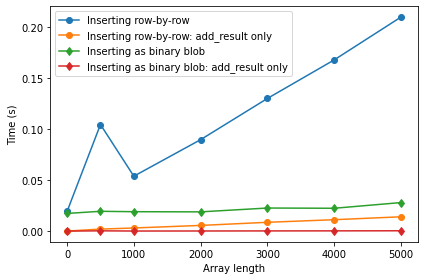 Inserting row-by-row
Inserting row-by-row: add_result only
Inserting as binary blob
Inserting as binary blob: add_result only
0.20
0.15
0.10
0.05
0.00
Time (s)
0
1000
2000
3000
4000
5000
Array length